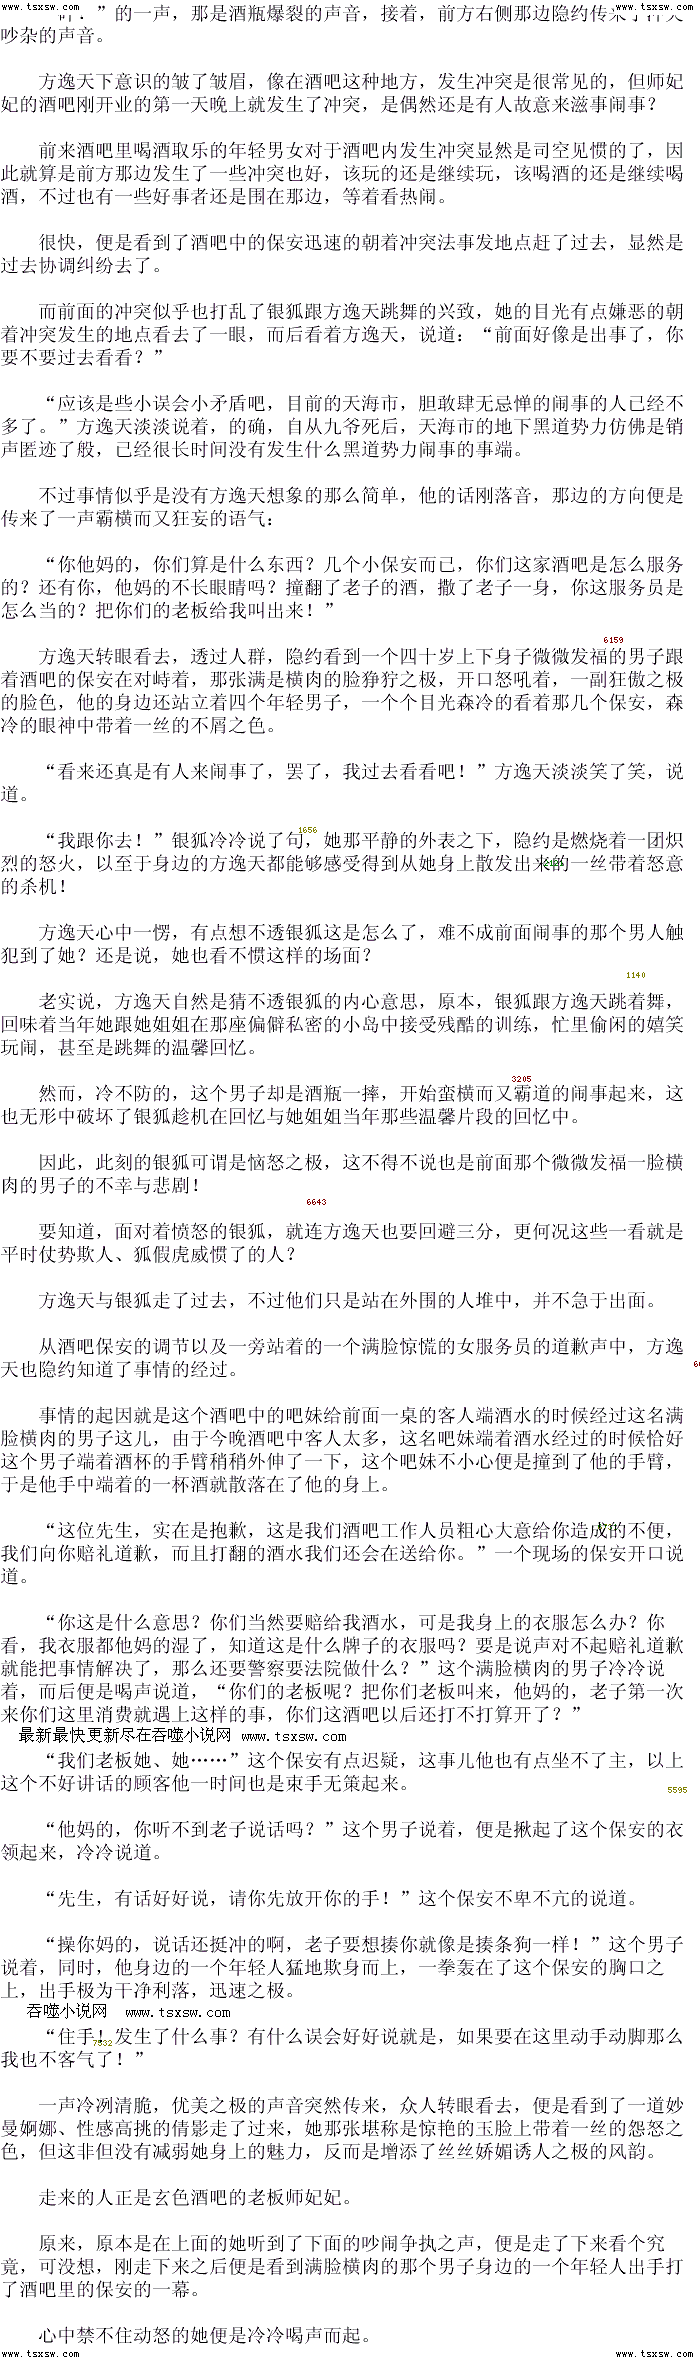 www.tsxsw.com www.tsxsw.com
”的一声，那是酒瓶爆裂的声音，接着，前方右侧那边隐约传来了
吵杂的声音。
方逸天下意识的皱了皱眉，像在酒吧这种地方，发生冲突是很常见的，但师妃
妃的酒吧刚开业的第一天晚上就发生了冲突，是偶然还是有人故意来滋事闹事？
前来酒吧里喝酒取乐的年轻男女对于酒吧内发生冲突显然是司空见惯的了，因
此就算是前方那边发生了一些冲突也好，该玩的还是继续玩，该喝酒的还是继续喝
酒，不过也有一些好事者还是围在那边，等着看热闹。
很快，便是看到了酒吧中的保安迅速的朝着冲突法事发地点赶了过去，显然是
过去协调纠纷去了。
而前面的冲突似乎也打乱了银狐跟方逸天跳舞的兴致，她的目光有点嫌恶的朝
着冲突发生的地点看去了一眼，而后看着方逸天，说道：“前面好像是出事了，你
要不要过去看看？”
“应该是些小误会小矛盾吧，目前的天海市，胆敢肆无忌惮的闹事的人已经不
多了。”方逸天淡淡说着，的确，自从九爷死后，天海市的地下黑道势力仿佛是销
声匿迹了般，已经很长时间没有发生什么黑道势力闹事的事端。
不过事情似乎是没有方逸天想象的那么简单，他的话刚落音，那边的方向便是
传来了一声霸横而又狂妄的语气：
“你他妈的，你们算是什么东西？几个小保安而已，你们这家酒吧是怎么服务
的？还有你，他妈的不长眼睛吗？撞翻了老子的酒，撒了老子一身，你这服务员是
怎么当的？把你们的老板给我叫出来！”
6159
方逸天转眼看去，透过人群，隐约看到一个四十岁上下身子微微发福的男子跟
着酒吧的保安在对峙着，那张满是横肉的脸狰狞之极，开口怒吼着，一副狂傲之极
的脸色，他的身边还站立着四个年轻男子，一个个目光森冷的看着那几个保安，森
冷的眼神中带着一丝的不屑之色。
“看来还真是有人来闹事了，罢了，我过去看看吧！”方逸天淡淡笑了笑，说
道。
1656
“我跟你去！”银狐冷冷说了句，她那平静的外表之下，隐约是燃烧着一团炽
烈的怒火，以至于身边的方逸天都能够感受得到从她身上散发出来的一丝带着怒意
的杀机！
方逸天心中一愣，有点想不透银狐这是怎么了，难不成前面闹事的那个男人触
犯到了她？还是说，她也看不惯这样的场面？
1140
老实说，方逸天自然是猜不透银狐的内心意思，原本，银狐跟方逸天跳着舞，
回味着当年她跟她姐姐在那座偏僻私密的小岛中接受残酷的训练，忙里偷闲的嬉笑
玩闹，甚至是跳舞的温馨回忆。
3205
然而，冷不防的，这个男子却是酒瓶一摔，开始蛮横而又霸道的闹事起来，这
也无形中破坏了银狐趁机在回忆与她姐姐当年那些温馨片段的回忆中。
因此，此刻的银狐可谓是恼怒之极，这不得不说也是前面那个微微发福一脸横
肉的男子的不幸与悲剧！
6643
要知道，面对着愤怒的银狐，就连方逸天也要回避三分，更何况这些一看就是
平时仗势欺人、狐假虎威惯了的人？
方逸天与银狐走了过去，不过他们只是站在外围的人堆中，并不急于出面。
从酒吧保安的调节以及一旁站着的一个满脸惊慌的女服务员的道歉声中，方逸
天也隐约知道了事情的经过。
事情的起因就是这个酒吧中的吧妹给前面一桌的客人端酒水的时候经过这名满
脸横肉的男子这儿，由于今晚酒吧中客人太多，这名吧妹端着酒水经过的时候恰好
这个男子端着酒杯的手臂稍稍外伸了一下，这个吧妹不小心便是撞到了他的手臂，
于是他手中端着的一杯酒就散落在了他的身上。
“这位先生，实在是抱歉，这是我们酒吧工作人员粗心大意给你造成的不便，
我们向你赔礼道歉，而且打翻的酒水我们还会在送给你。”一个现场的保安开口说
道。
“你这是什么意思？你们当然要赔给我酒水，可是我身上的衣服怎么办？你
看，我衣服都他妈的湿了，知道这是什么牌子的衣服吗？要是说声对不起赔礼道歉
就能把事情解决了，那么还要警察要法院做什么？”这个满脸横肉的男子冷冷说
着，而后便是喝声说道，“你们的老板呢？把你们老板叫来，他妈的，老子第一次
来你们这里消费就遇上这样的事，你们这酒吧以后还打不打算开了？”
最新最快更新尽在吞噬小说网 www.tsxsw.com
“我们老板她、她……”这个保安有点迟疑，这事儿他也有点坐不了主，以上
这个不好讲话的顾客他一时间也是束手无策起来。
5595
“他妈的，你听不到老子说话吗？”这个男子说着，便是揪起了这个保安的衣
领起来，冷冷说道。
“先生，有话好好说，请你先放开你的手！”这个保安不卑不亢的说道。
“操你妈的，说话还挺冲的啊，老子要想揍你就像是揍条狗一样！”这个男子
说着，同时，他身边的一个年轻人猛地欺身而上，一拳轰在了这个保安的胸口之
上，出手极为干净利落，迅速之极。
吞噬小说网 www.tsxsw.com
“住手！发生了什么事？有什么误会好好说就是，如果要在这里动手动脚那么
7532
我也不客气了！”
一声冷冽清脆，优美之极的声音突然传来，众人转眼看去，便是看到了一道妙
曼婀娜、性感高挑的倩影走了过来，她那张堪称是惊艳的玉脸上带着一丝的怨怒之
色，但这非但没有减弱她身上的魅力，反而是增添了丝丝娇媚诱人之极的风韵。
走来的人正是玄色酒吧的老板师妃妃。
原来，原本是在上面的她听到了下面的吵闹争执之声，便是走了下来看个究
竟，可没想，刚走下来之后便是看到满脸横肉的那个男子身边的一个年轻人出手打
了酒吧里的保安的一幕。
心中禁不住动怒的她便是冷冷喝声而起。
www.tsxsw.com www.tsxsw.com